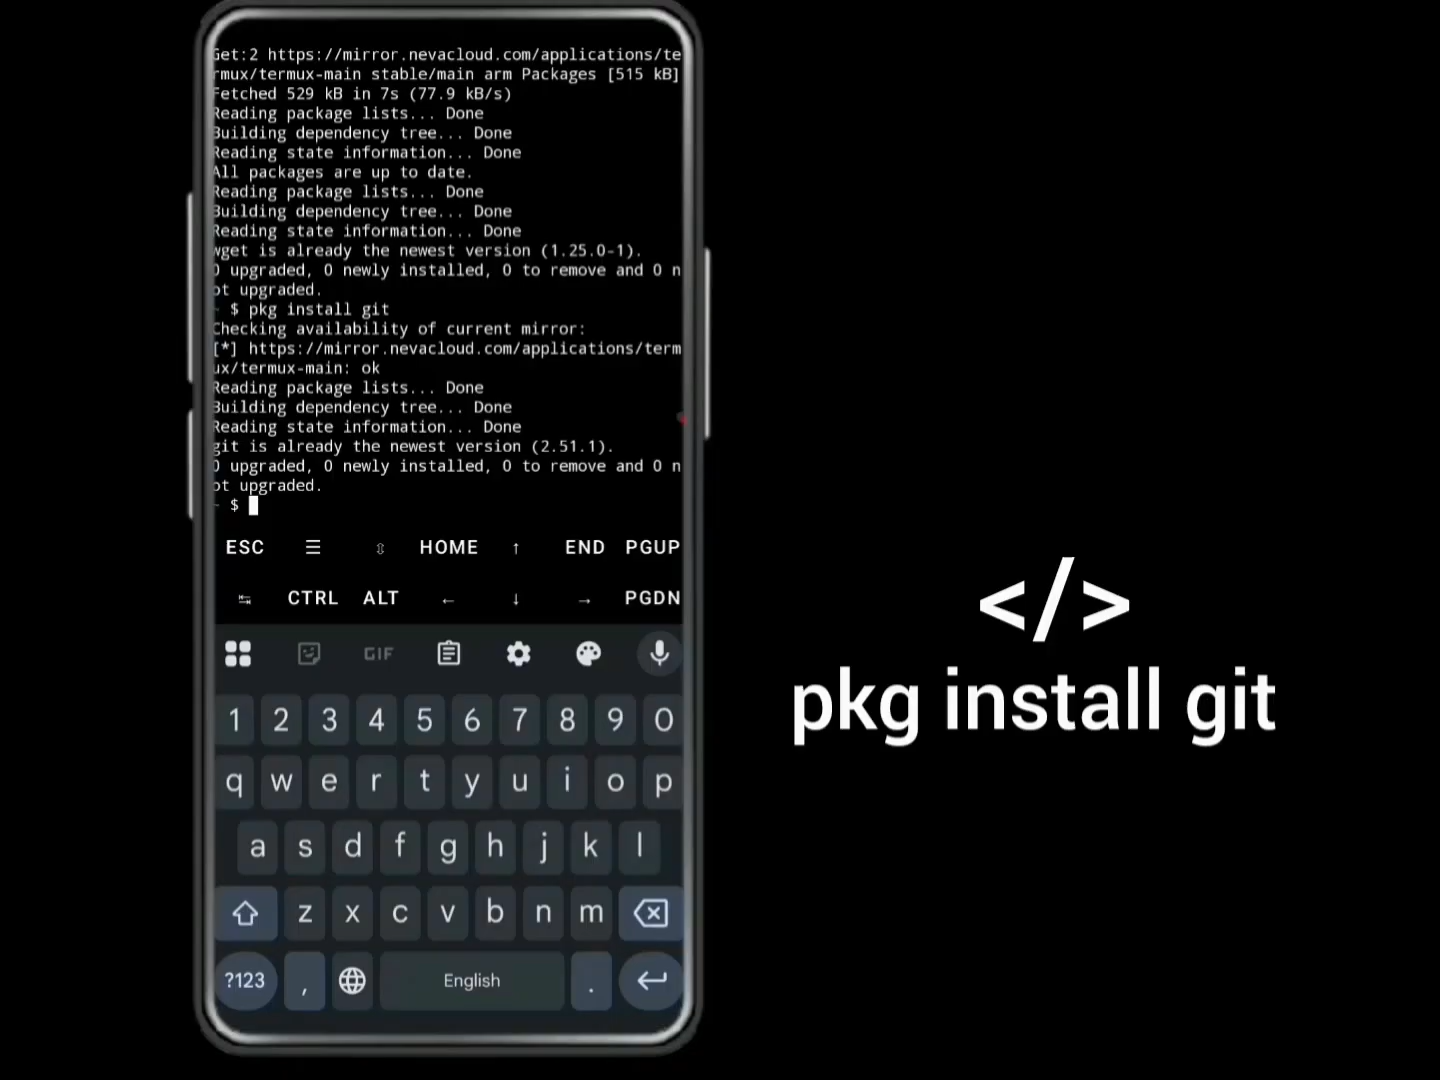 Get:2 https://mirror.nevacloud.com/applications/te
rmux/termux-main stable/main arm Packages [515 kB]
Fetched 529 kB in 7s (77.9 kB/s)
Reading package lists... Done
Building dependency tree... Done
Reading state information... Done
All packages are up to date.
Reading package lists... Done
Building dependency tree... Done
Reading state information... Done
wget is already the newest version (1.25.0-1).
0 upgraded, 0 newly installed, 0 to remove and 0 n
ot upgraded.
~ $ pkg install git
Checking availability of current mirror:
[*] https://mirror.nevacloud.com/applications/term
ux/termux-main: ok
Reading package lists... Done
Building dependency tree... Done
Reading state information... Done
git is already the newest version (2.51.1).
0 upgraded, 0 newly installed, 0 to remove and 0 n
ot upgraded.
~ $
ESC ☰ ⇳ HOME ↑ END PGUP
↹ CTRL ALT ← ↓ → PGDN
GIF
1 2 3 4 5 6 7 8 9 0
q w e r t y u i o p
a s d f g h j k l
z x c v b n m
?123 , English .
</>
pkg install git